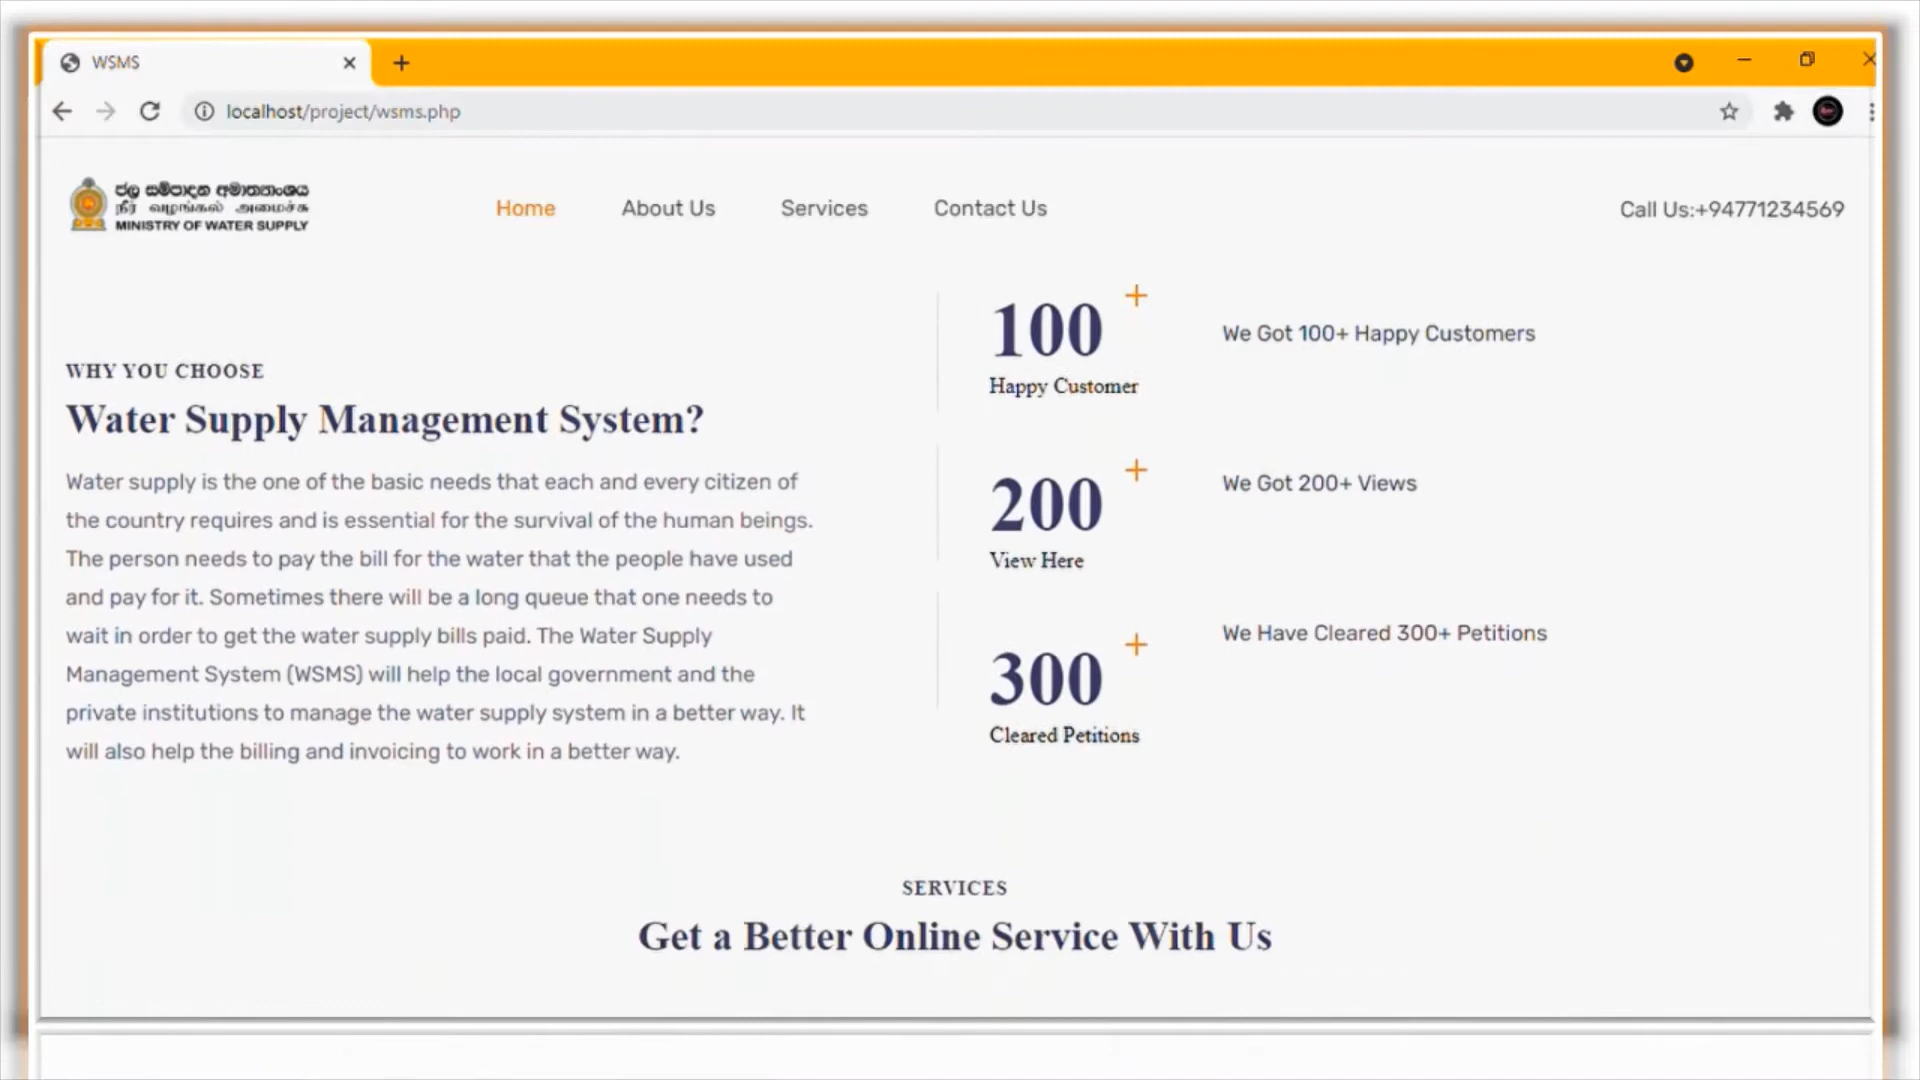 WSMS
localhost/project/wsms.php
ජල සම්පාදන අමාත්‍යාංශය
நீர் வழங்கல் அமைச்சு
MINISTRY OF WATER SUPPLY
Home
About Us
Services
Contact Us
Call Us:+94771234569
WHY YOU CHOOSE
Water Supply Management System?
Water supply is the one of the basic needs that each and every citizen of
the country requires and is essential for the survival of the human beings.
The person needs to pay the bill for the water that the people have used
and pay for it. Sometimes there will be a long queue that one needs to
wait in order to get the water supply bills paid. The Water Supply
Management System (WSMS) will help the local government and the
private institutions to manage the water supply system in a better way. It
will also help the billing and invoicing to work in a better way.
100 +
Happy Customer
We Got 100+ Happy Customers
200 +
View Here
We Got 200+ Views
300 +
Cleared Petitions
We Have Cleared 300+ Petitions
SERVICES
Get a Better Online Service With Us